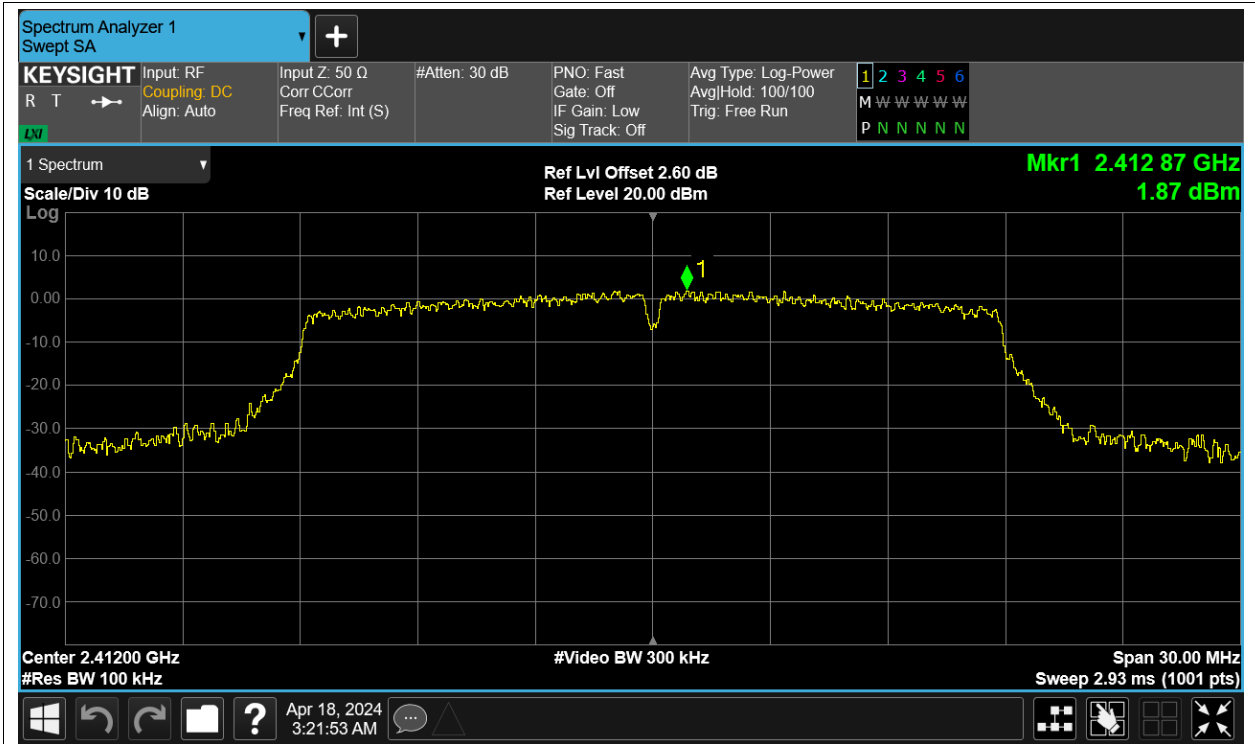 Spectrum Analyzer 1
Swept SA
KEYSIGHT
R T
LXI
Input: RF
Coupling: DC
Align: Auto
Input Z: 50 Ω
Corr CCorr
Freq Ref: Int (S)
#Atten: 30 dB
PNO: Fast
Gate: Off
IF Gain: Low
Sig Track: Off
Avg Type: Log-Power
Avg|Hold: 100/100
Trig: Free Run
1 2 3 4 5 6
M W W W W W
P N N N N N
1 Spectrum
Scale/Div 10 dB
Log
Ref Lvl Offset 2.60 dB
Ref Level 20.00 dBm
Mkr1 2.412 87 GHz
1.87 dBm
10.0
0.00
-10.0
-20.0
-30.0
-40.0
-50.0
-60.0
-70.0
1
Center 2.41200 GHz
#Res BW 100 kHz
#Video BW 300 kHz
Span 30.00 MHz
Sweep 2.93 ms (1001 pts)
?
Apr 18, 2024
3:21:53 AM